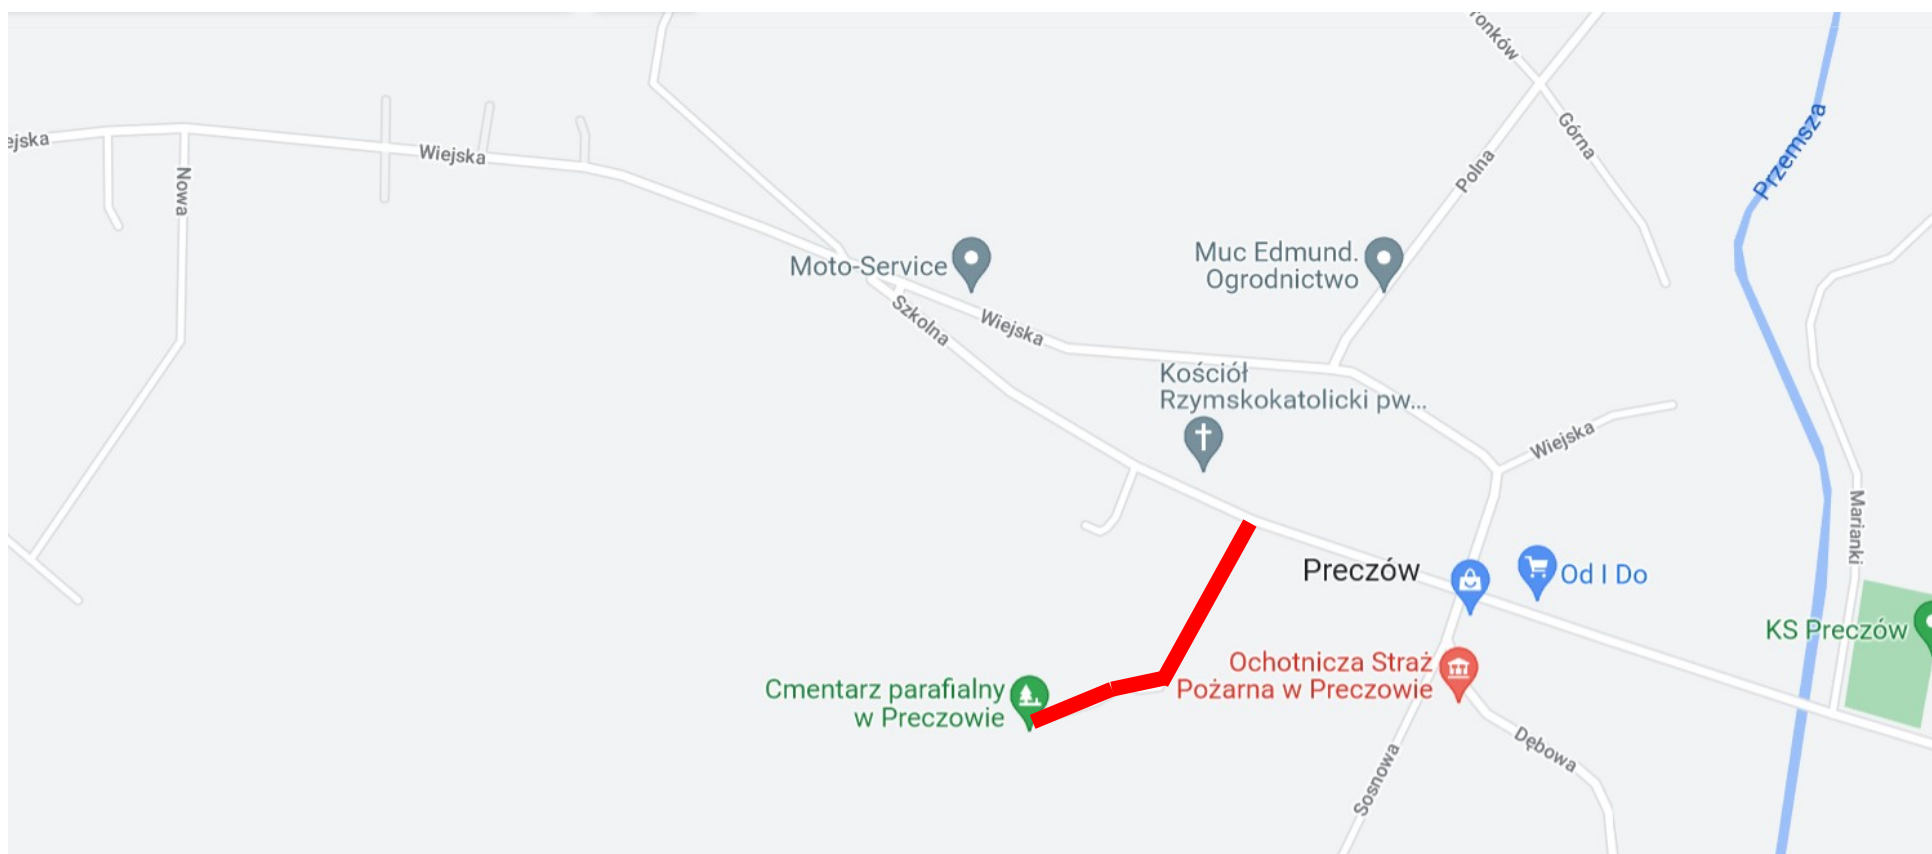 ronków
ejska
Wiejska
Nowa
Górna
Polna
Przemsza
Moto-Service
Muc Edmund.
Ogrodnictwo
Szkolna
Wiejska
Kościół
Rzymskokatolicki pw...
Wiejska
Marianki
Preczów
Od I Do
KS Preczów
Ochotnicza Straż
Pożarna w Preczowie
Cmentarz parafialny
w Preczowie
Dębowa
Sosnowa